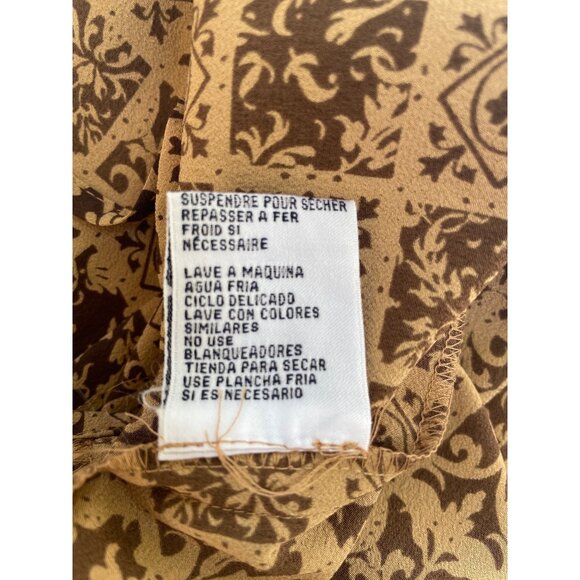 SUSPENDRE POUR SÉCHER
REPASSER A FER
FROID SI
NÉCESSAIRE
LAVE A MAQUINA
AGUA FRIA
CICLO DELICADO
LAVE CON COLORES
SIMILARES
NO USE
BLANQUEADORES
TIENDA PARA SECAR
USE PLANCHA FRIA
SI ES NECESARIO